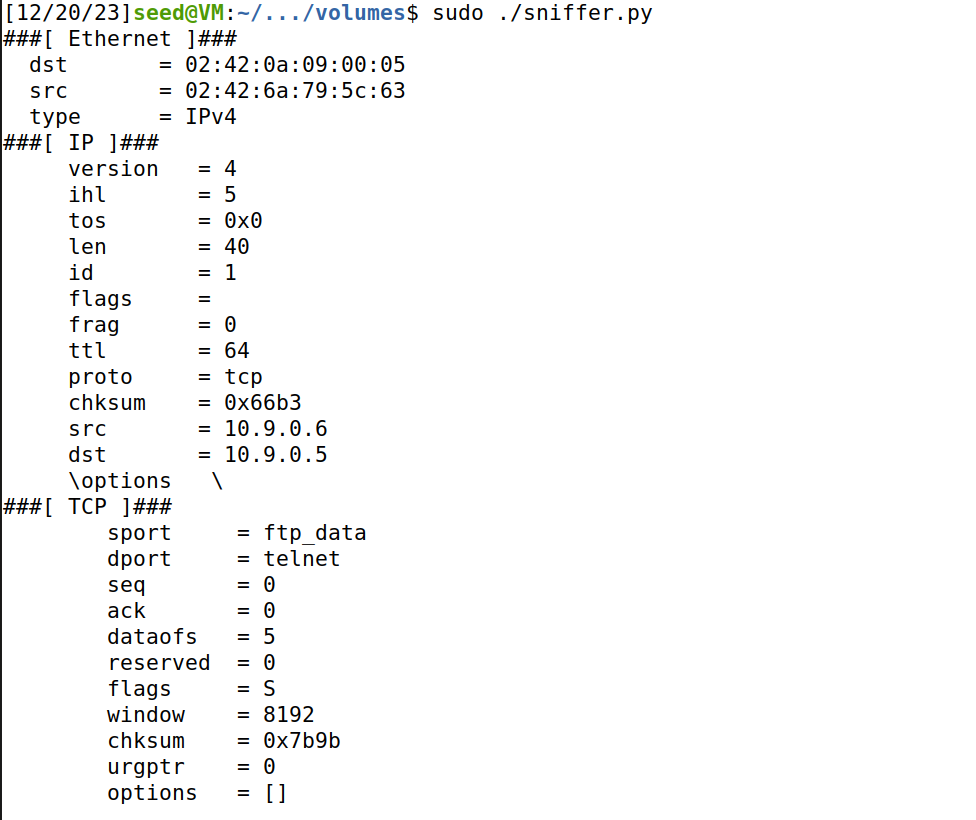 [12/20/23]seed@VM:~/.../volumes$ sudo ./sniffer.py
###[ Ethernet ]###
  dst       = 02:42:0a:09:00:05
  src       = 02:42:6a:79:5c:63
  type      = IPv4
###[ IP ]###
     version   = 4
     ihl       = 5
     tos       = 0x0
     len       = 40
     id        = 1
     flags     =
     frag      = 0
     ttl       = 64
     proto     = tcp
     chksum    = 0x66b3
     src       = 10.9.0.6
     dst       = 10.9.0.5
     \options   \
###[ TCP ]###
        sport     = ftp_data
        dport     = telnet
        seq       = 0
        ack       = 0
        dataofs   = 5
        reserved  = 0
        flags     = S
        window    = 8192
        chksum    = 0x7b9b
        urgptr    = 0
        options   = []